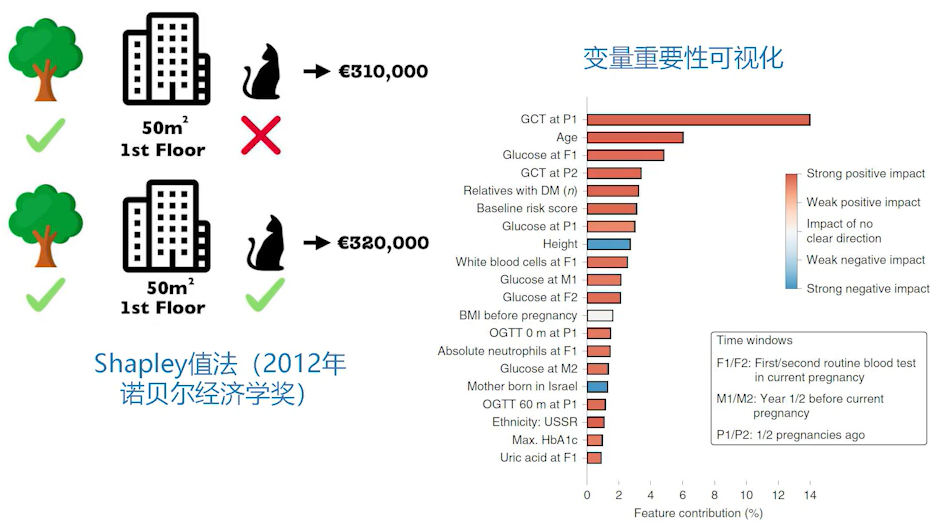 €310,000
50m²
1st Floor
€320,000
50m²
1st Floor
Shapley值法（2012年
诺贝尔经济学奖）
变量重要性可视化
GCT at P1
Age
Glucose at F1
GCT at P2
Relatives with DM (n)
Baseline risk score
Glucose at P1
Height
White blood cells at F1
Glucose at M1
Glucose at F2
BMI before pregnancy
OGTT 0 m at P1
Absolute neutrophils at F1
Glucose at M2
Mother born in Israel
OGTT 60 m at P1
Ethnicity: USSR
Max. HbA1c
Uric acid at F1
0 2 4 6 8 10 12 14
Feature contribution (%)
Strong positive impact
Weak positive impact
Impact of no
clear direction
Weak negative impact
Strong negative impact
Time windows
F1/F2: First/second routine blood test
in current pregnancy
M1/M2: Year 1/2 before current
pregnancy
P1/P2: 1/2 pregnancies ago